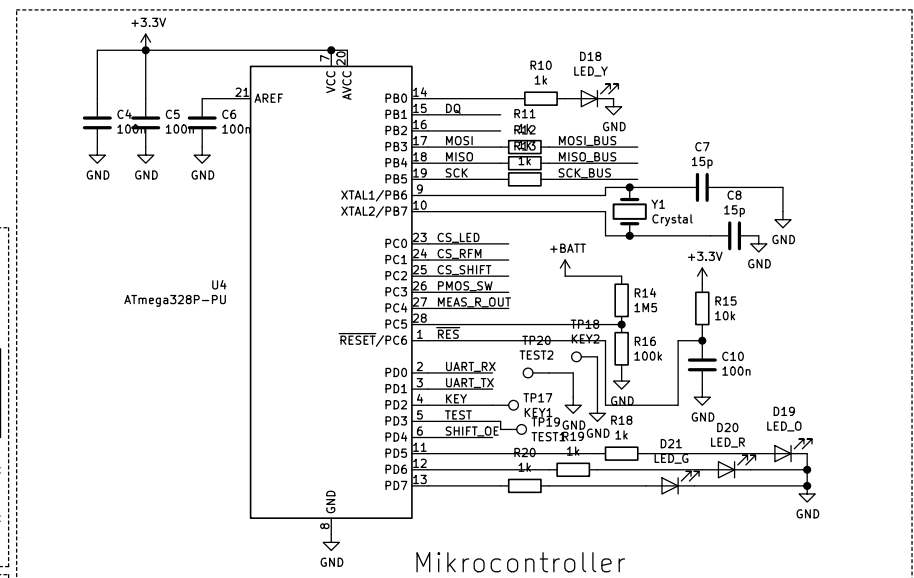 +3.3V
C4
100n
C5
100n
C6
100n
GND
GND
GND
7
20
VCC
AVCC
21
AREF
U4
ATmega328P-PU
PB0
14
PB1
15
DQ
PB2
16
PB3
17
MOSI
MOSI_BUS
PB4
18
MISO
MISO_BUS
PB5
19
SCK
SCK_BUS
XTAL1/PB6
9
XTAL2/PB7
10
R10
1k
D18
LED_Y
GND
R11
1k
R12
1k
R13
1k
C7
15p
C8
15p
Y1
Crystal
GND
GND
PC0
23
CS_LED
PC1
24
CS_RFM
PC2
25
CS_SHIFT
PC3
26
PMOS_SW
PC4
27
MEAS_R_OUT
PC5
28
RESET/PC6
1
RES
+BATT
R14
1M5
R16
100k
GND
+3.3V
R15
10k
C10
100n
GND
TP18
KEY2
TP20
TEST2
GND
GND
TP17
KEY1
TP19
TEST1
PD0
2
UART_RX
PD1
3
UART_TX
PD2
4
KEY
PD3
5
TEST
PD4
6
SHIFT_OE
PD5
11
PD6
12
PD7
13
R18
1k
R19
1k
R20
1k
D19
LED_O
D20
LED_R
D21
LED_G
GND
GND
8
GND
Mikrocontroller